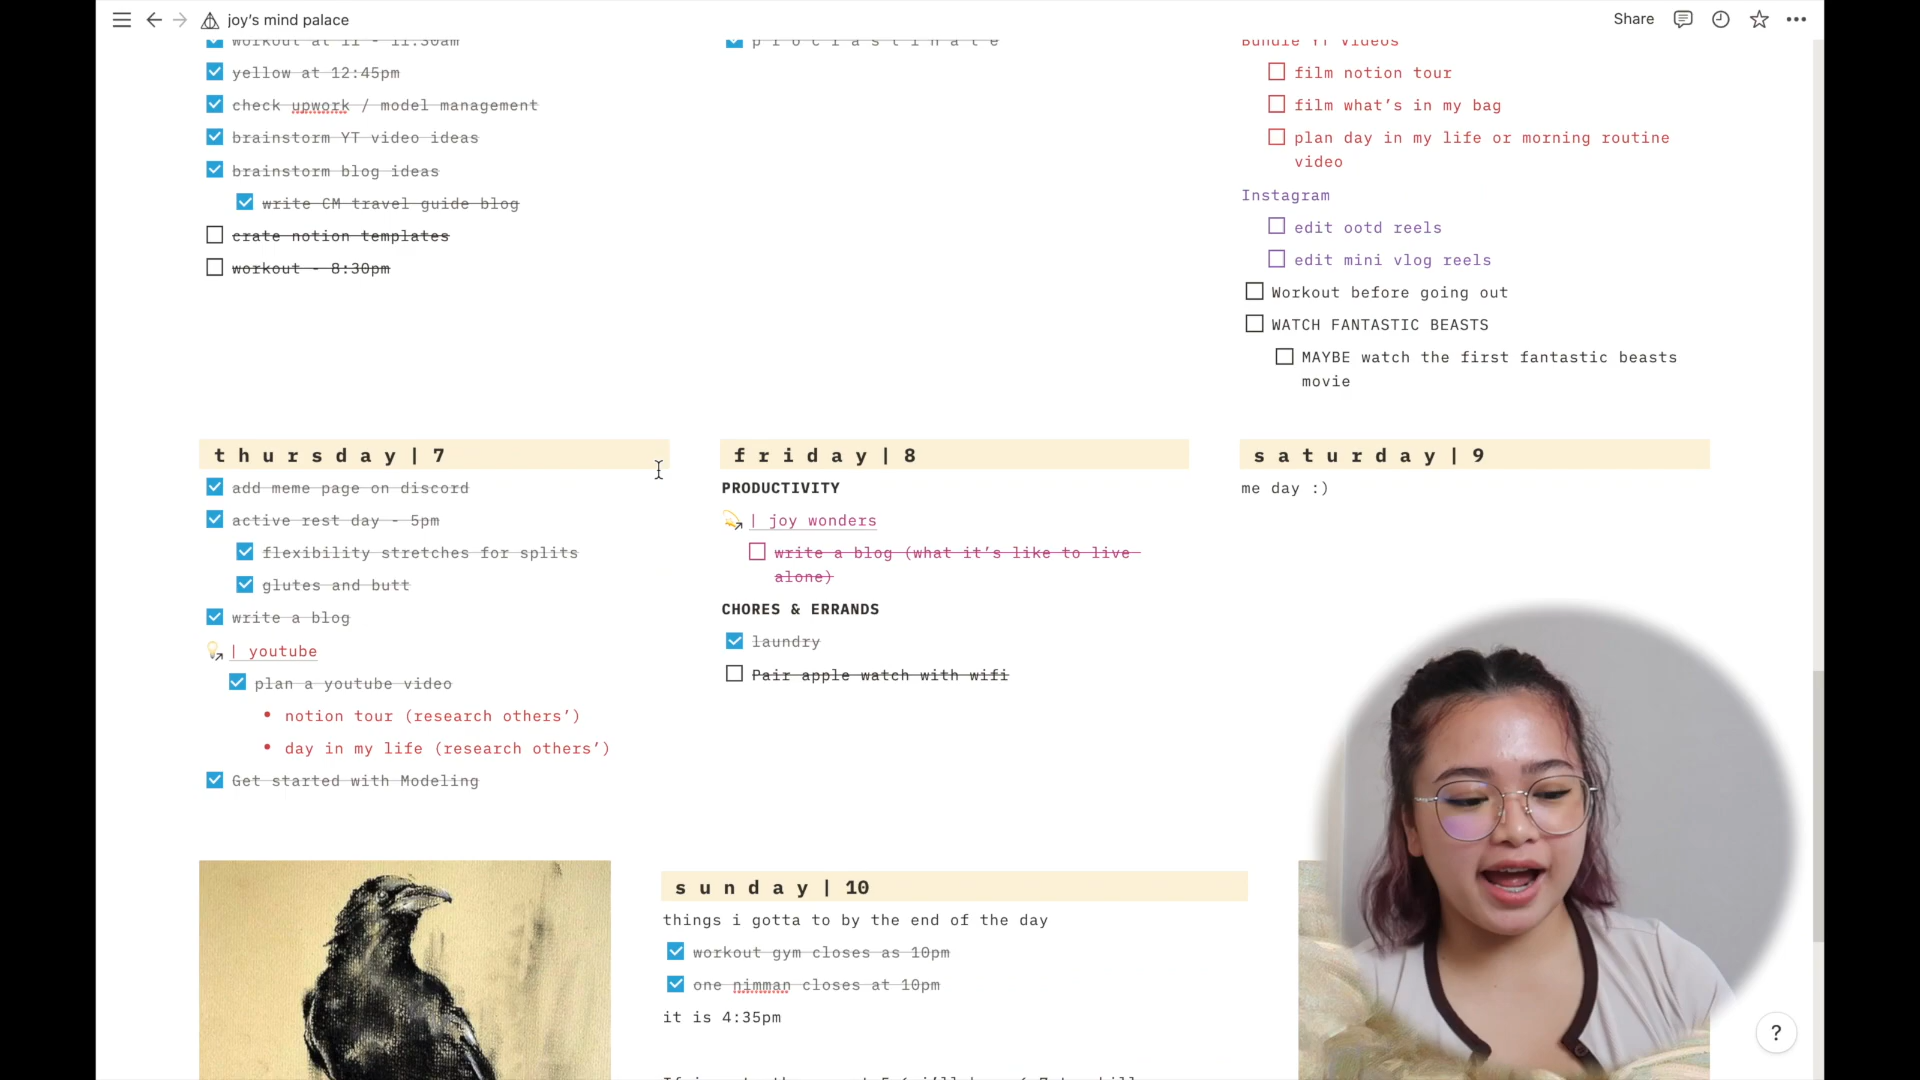 joy's mind palace
Share
workout at 11 - 11:30am
yellow at 12:45pm
check upwork / model management
brainstorm YT video ideas
brainstorm blog ideas
write CM travel guide blog
crate notion templates
workout - 8:30pm
p r o c r a s t i n a t e
Bundle YT Videos
film notion tour
film what's in my bag
plan day in my life or morning routine
video
Instagram
edit ootd reels
edit mini vlog reels
Workout before going out
WATCH FANTASTIC BEASTS
MAYBE watch the first fantastic beasts
movie
t h u r s d a y | 7
add meme page on discord
active rest day - 5pm
flexibility stretches for splits
glutes and butt
write a blog
| youtube
plan a youtube video
• notion tour (research others')
• day in my life (research others')
Get started with Modeling
f r i d a y | 8
PRODUCTIVITY
| joy wonders
write a blog (what it's like to live
alone)
CHORES & ERRANDS
laundry
Pair apple watch with wifi
s a t u r d a y | 9
me day :)
s u n d a y | 10
things i gotta to by the end of the day
workout gym closes as 10pm
one nimman closes at 10pm
it is 4:35pm
?